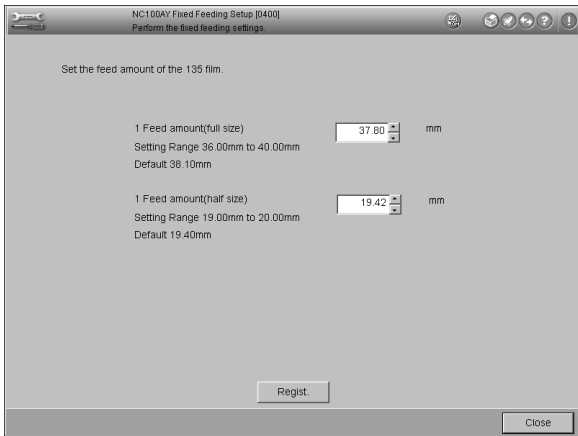 NC100AY Fixed Feeding Setup [0400]
Perform the fixed feeding settings.
Set the feed amount of the 135 film.
1 Feed amount(full size)
37.80
mm
Setting Range 36.00mm to 40.00mm
Default 38.10mm
1 Feed amount(half size)
19.42
mm
Setting Range 19.00mm to 20.00mm
Default 19.40mm
Regist.
Close